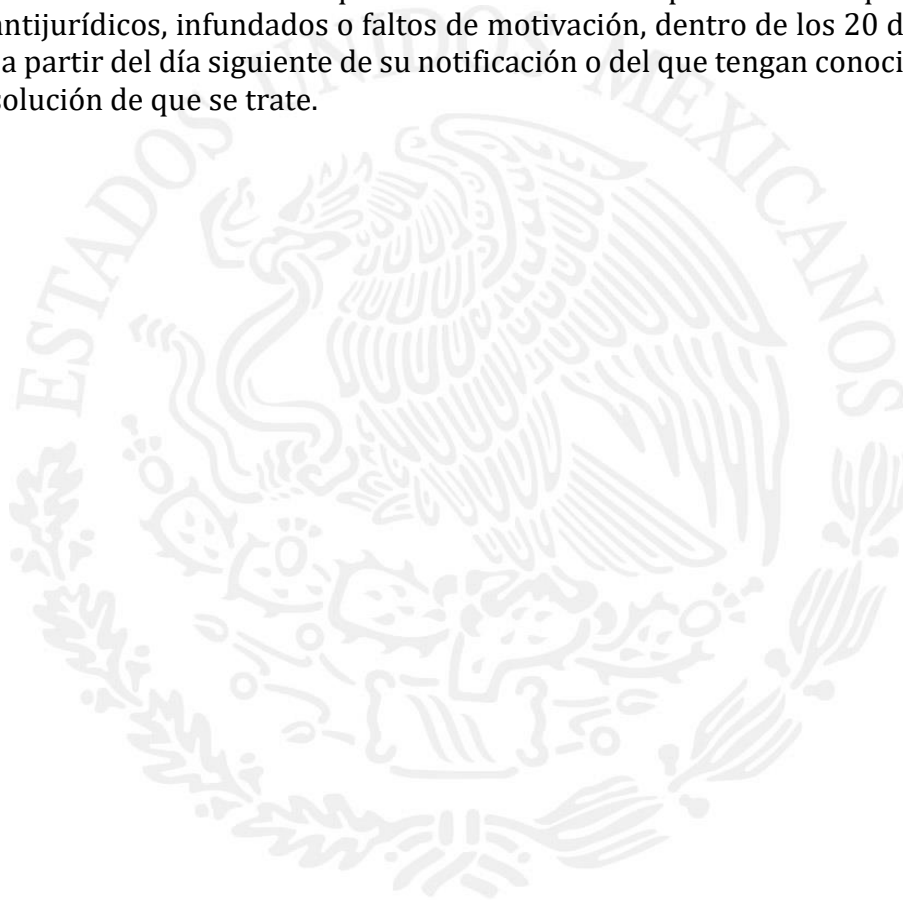 antijurídicos, infundados o faltos de motivación, dentro de los 20 d
a partir del día siguiente de su notificación o del que tengan conoci
solución de que se trate.
ESTADOS UNIDOS MEXICANOS